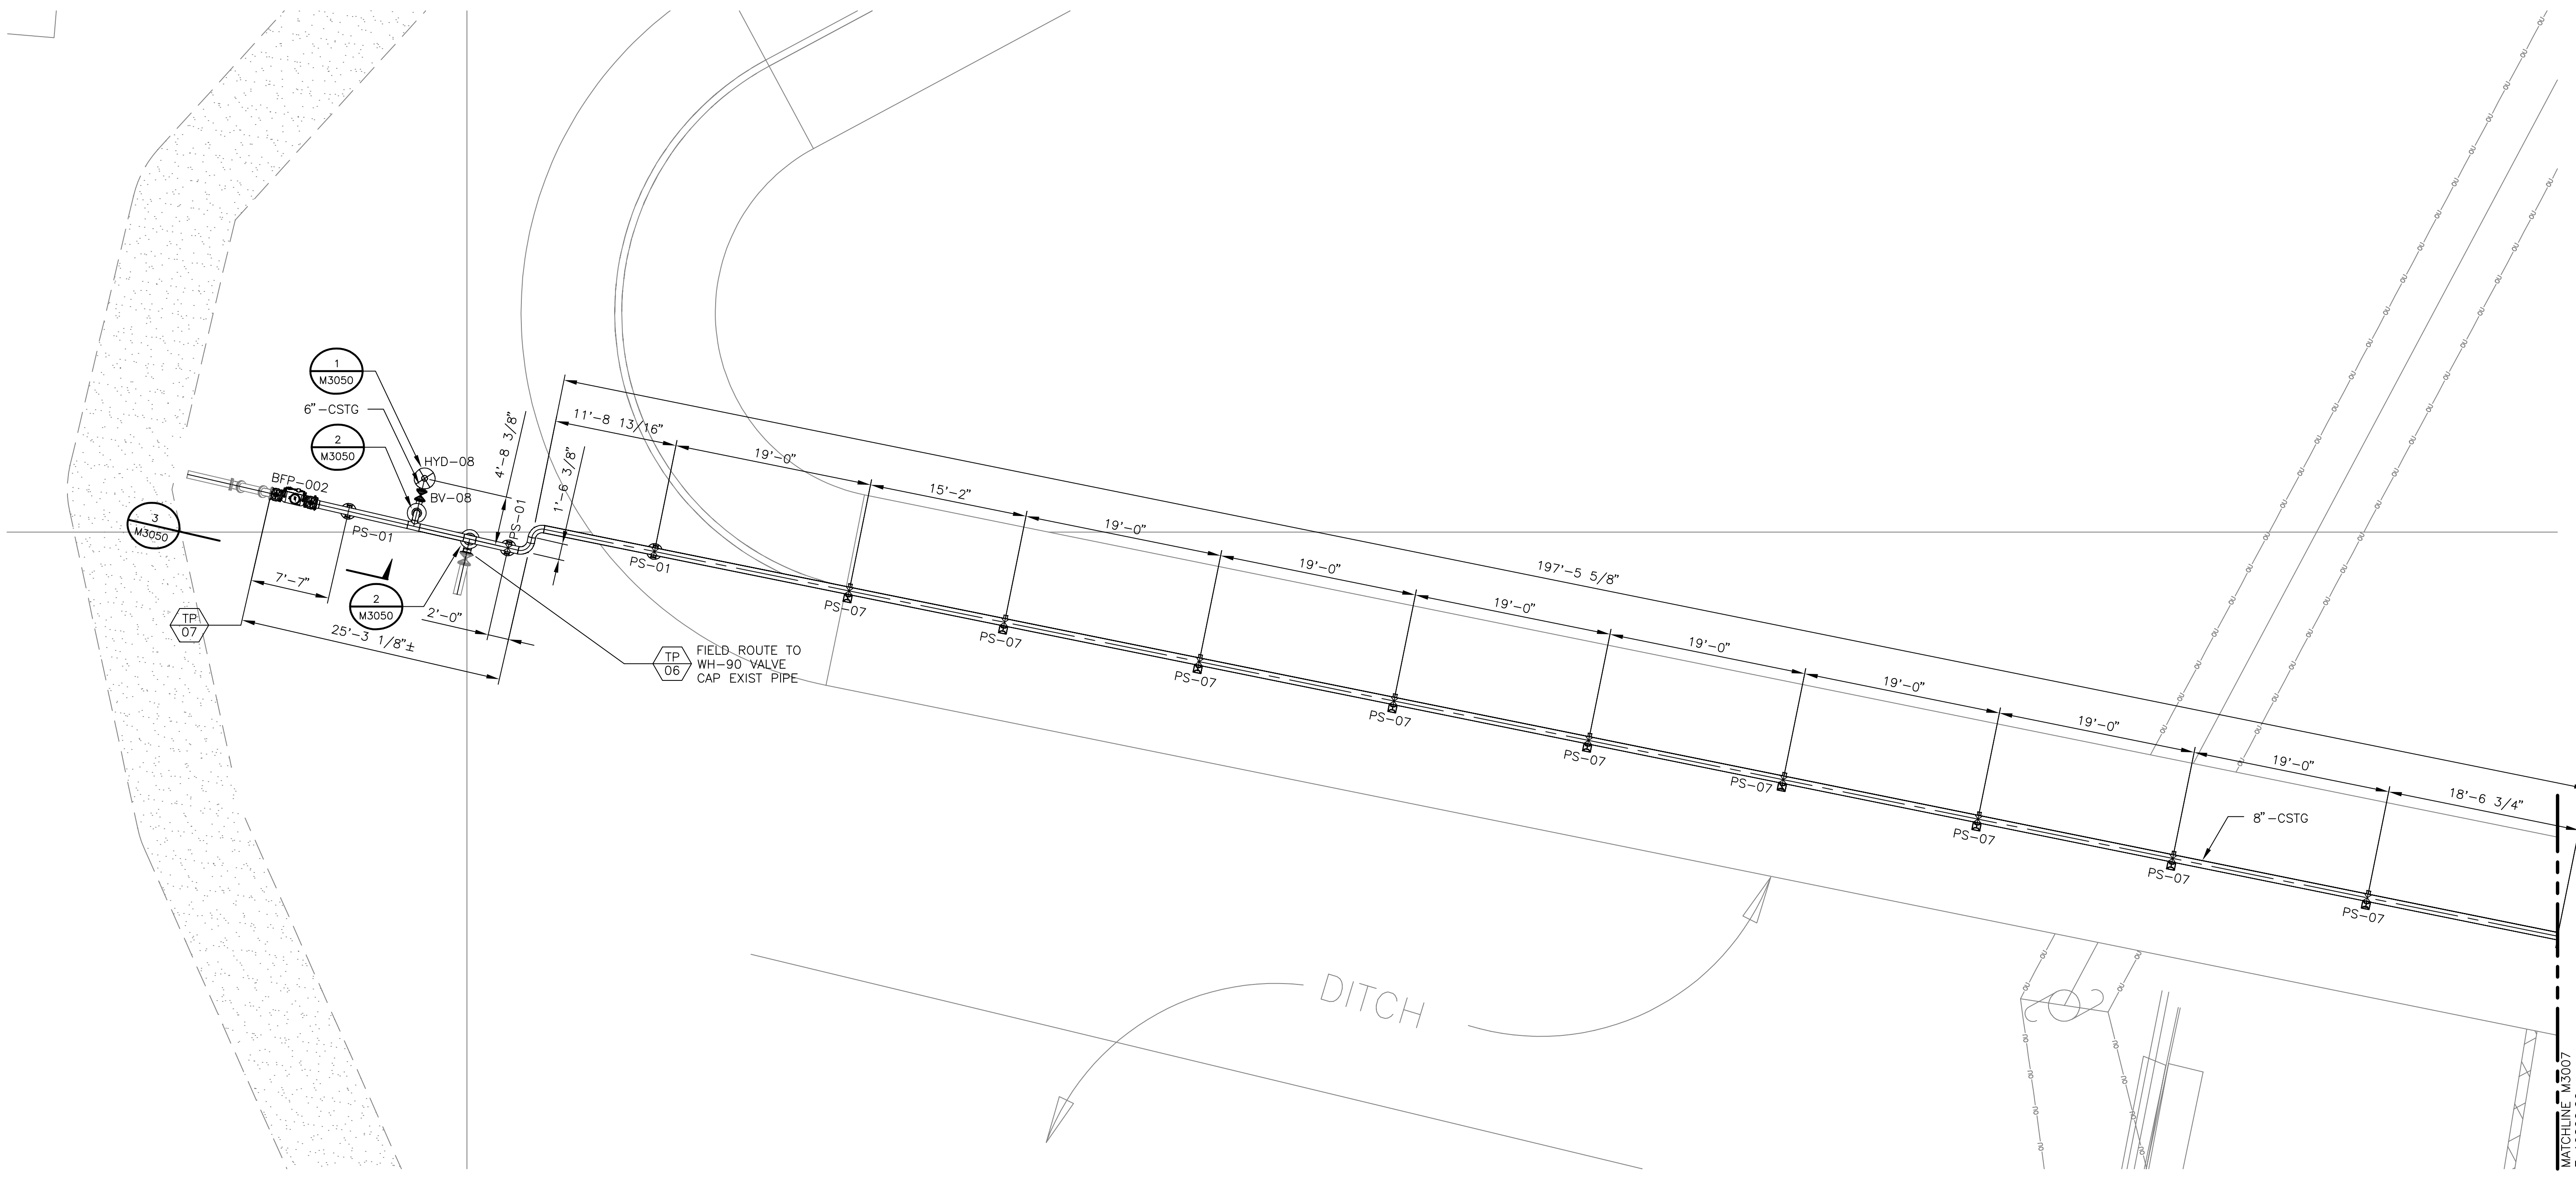 1
M3050
6"-CSTG
2
M3050
HYD-08
BV-08
BFP-002
3
M3050
PS-01
7'-7"
TP
07
25'-3 1/8"±
2
M3050
2'-0"
4'-8 3/8"
PS-01
1'-6 3/8"
11'-8 13/16"
PS-01
TP
06
FIELD ROUTE TO
WH-90 VALVE
CAP EXIST PIPE
197'-5 5/8"
19'-0"
15'-2"
19'-0"
19'-0"
19'-0"
19'-0"
19'-0"
19'-0"
19'-0"
18'-6 3/4"
PS-07
PS-07
PS-07
PS-07
PS-07
PS-07
PS-07
PS-07
PS-07
8"-CSTG
DITCH
MATCHLINE M3007